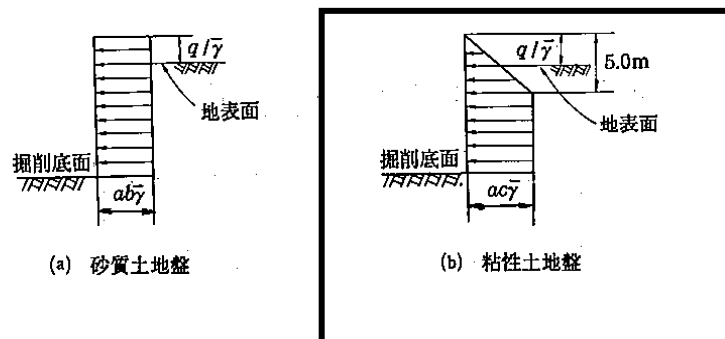 q/γ̄
地表面
掘削底面
abγ̄
(a) 砂質土地盤
q/γ̄
5.0m
地表面
掘削底面
acγ̄
(b) 粘性土地盤